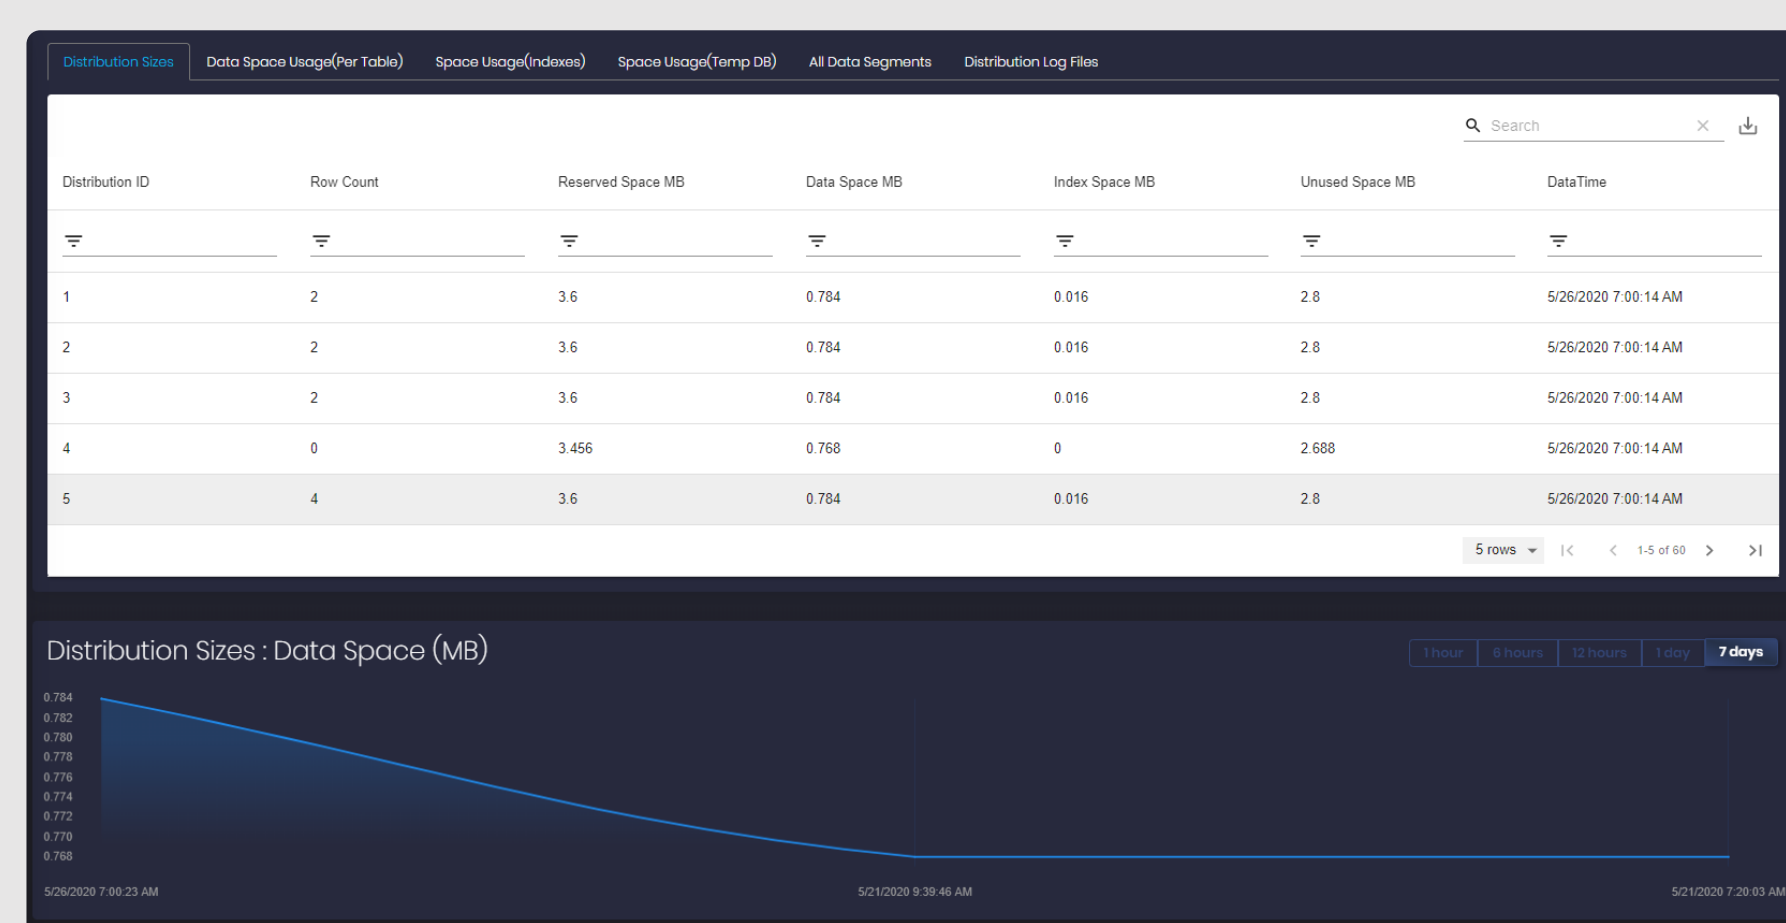 Distribution Sizes Data Space Usage(Per Table) Space Usage(Indexes) Space Usage(Temp DB) All Data Segments Distribution Log Files
Search
Distribution ID Row Count Reserved Space MB Data Space MB Index Space MB Unused Space MB DataTime
1 2 3.6 0.784 0.016 2.8 5/26/2020 7:00:14 AM
2 2 3.6 0.784 0.016 2.8 5/26/2020 7:00:14 AM
3 2 3.6 0.784 0.016 2.8 5/26/2020 7:00:14 AM
4 0 3.456 0.768 0 2.688 5/26/2020 7:00:14 AM
5 4 3.6 0.784 0.016 2.8 5/26/2020 7:00:14 AM
5 rows 1-5 of 60
Distribution Sizes : Data Space (MB) 1 hour 6 hours 12 hours 1 day 7 days
0.784
0.782
0.780
0.778
0.776
0.774
0.772
0.770
0.768
5/26/2020 7:00:23 AM 5/21/2020 9:39:46 AM 5/21/2020 7:20:03 AM